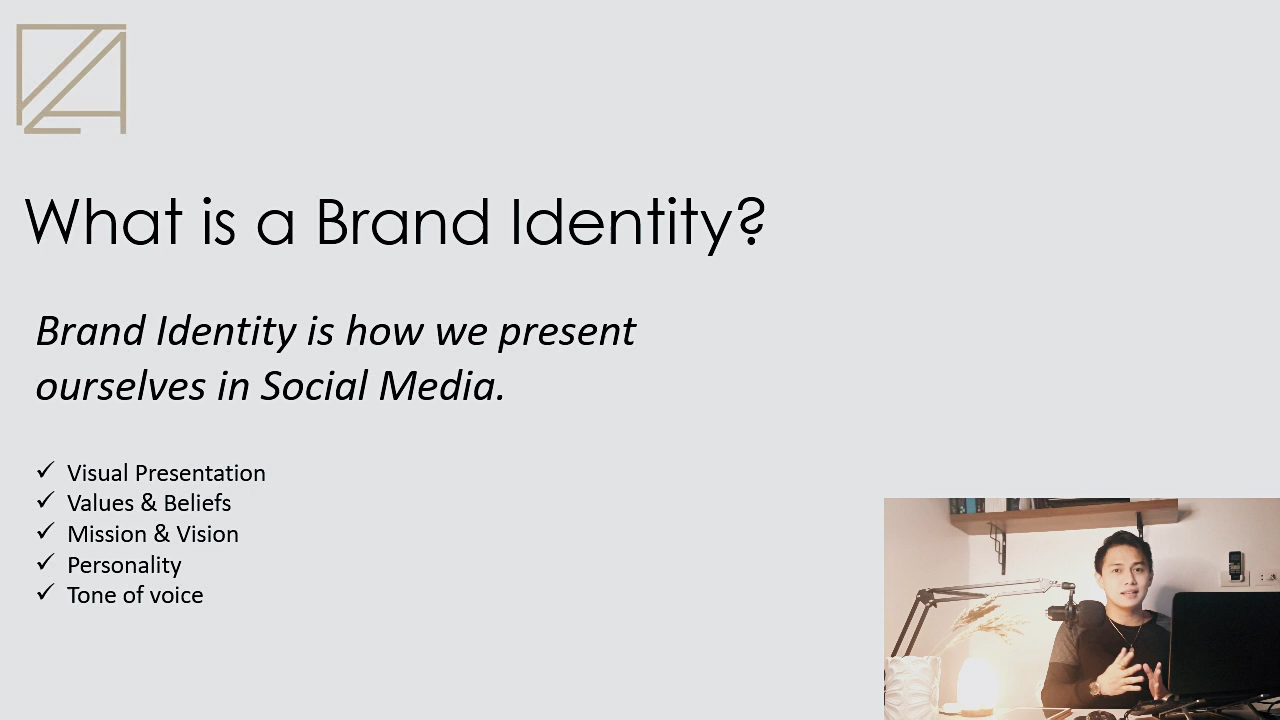 What is a Brand Identity?
Brand Identity is how we present
ourselves in Social Media.
✓ Visual Presentation
✓ Values & Beliefs
✓ Mission & Vision
✓ Personality
✓ Tone of voice